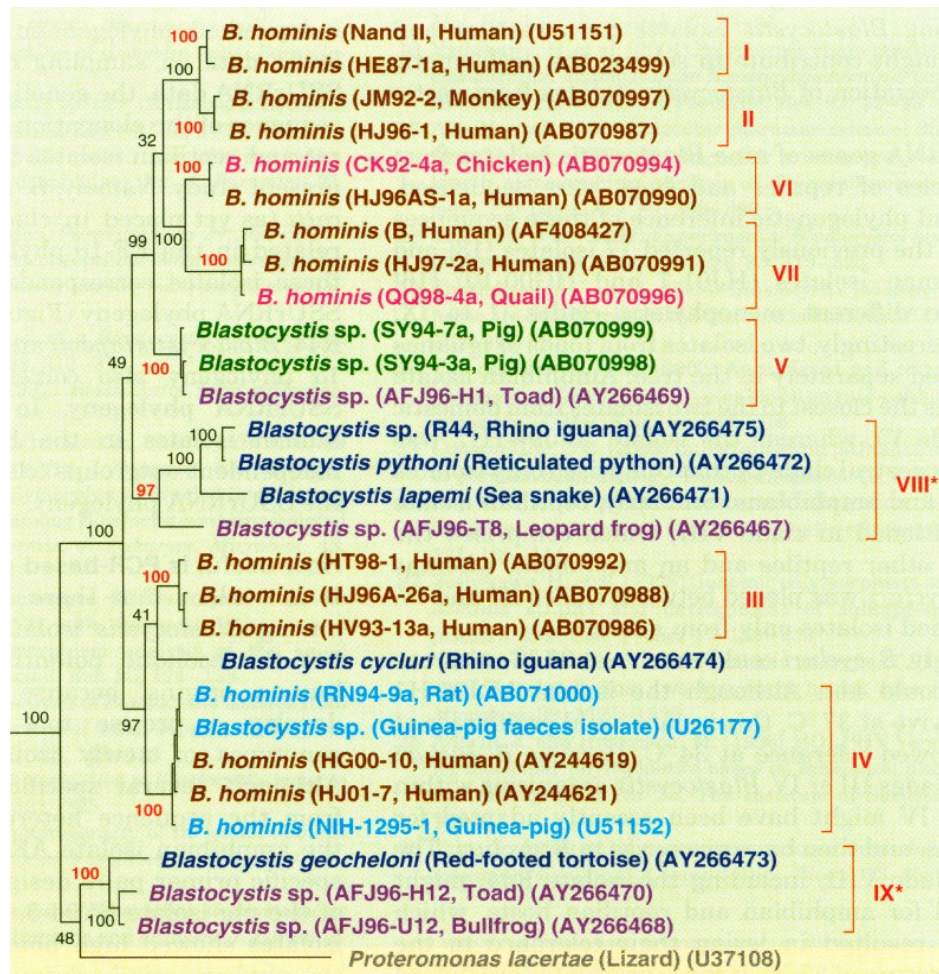 B. hominis (Nand II, Human) (U51151)
100
I
100
B. hominis (HE87-1a, Human) (AB023499)
B. hominis (JM92-2, Monkey) (AB070997)
II
100
B. hominis (HJ96-1, Human) (AB070987)
32
B. hominis (CK92-4a, Chicken) (AB070994)
100
VI
B. hominis (HJ96AS-1a, Human) (AB070990)
B. hominis (B, Human) (AF408427)
100
99
B. hominis (HJ97-2a, Human) (AB070991)
VII
100
B. hominis (QQ98-4a, Quail) (AB070996)
Blastocystis sp. (SY94-7a, Pig) (AB070999)
49
Blastocystis sp. (SY94-3a, Pig) (AB070998)
V
100
Blastocystis sp. (AFJ96-H1, Toad) (AY266469)
Blastocystis sp. (R44, Rhino iguana) (AY266475)
100
100
Blastocystis pythoni (Reticulated python) (AY266472)
VIII*
97
Blastocystis lapemi (Sea snake) (AY266471)
Blastocystis sp. (AFJ96-T8, Leopard frog) (AY266467)
100
B. hominis (HT98-1, Human) (AB070992)
100
B. hominis (HJ96A-26a, Human) (AB070988)
III
41
B. hominis (HV93-13a, Human) (AB070986)
Blastocystis cycluri (Rhino iguana) (AY266474)
B. hominis (RN94-9a, Rat) (AB071000)
100
97
Blastocystis sp. (Guinea-pig faeces isolate) (U26177)
B. hominis (HG00-10, Human) (AY244619)
IV
B. hominis (HJ01-7, Human) (AY244621)
100
B. hominis (NIH-1295-1, Guinea-pig) (U51152)
Blastocystis geocheloni (Red-footed tortoise) (AY266473)
100
Blastocystis sp. (AFJ96-H12, Toad) (AY266470)
IX*
100
Blastocystis sp. (AFJ96-U12, Bullfrog) (AY266468)
48
Proteromonas lacertae (Lizard) (U37108)